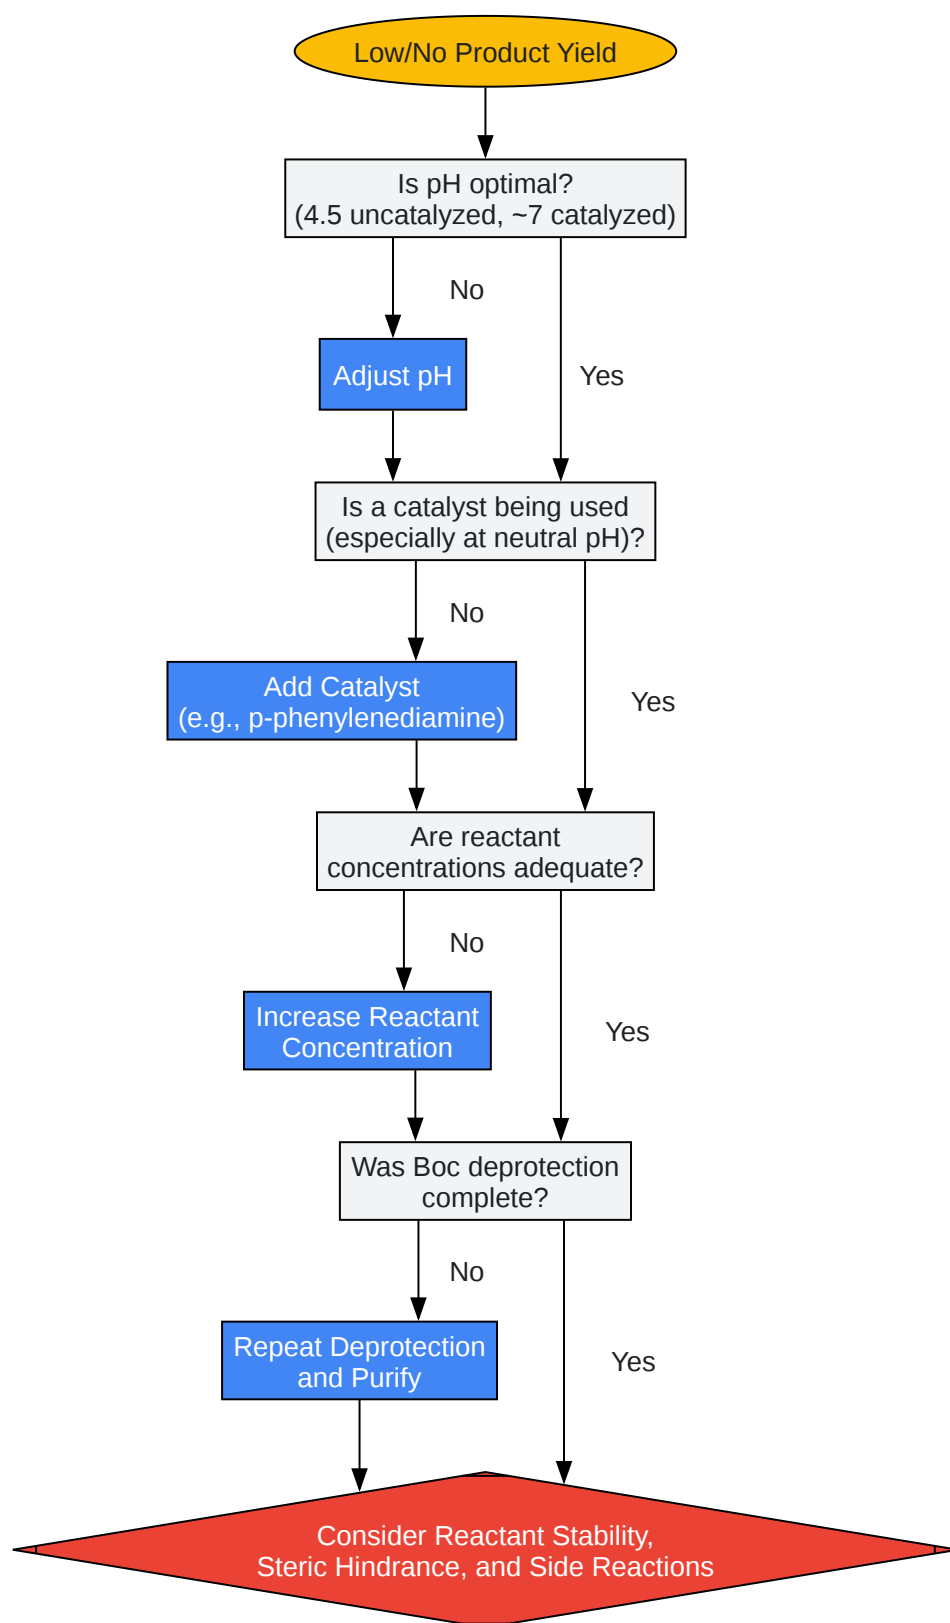 Low/No Product Yield
Is pH optimal?
(4.5 uncatalyzed, ~7 catalyzed)
No
Adjust pH
Yes
Is a catalyst being used
(especially at neutral pH)?
No
Add Catalyst
(e.g., p-phenylenediamine)
Yes
Are reactant
concentrations adequate?
No
Increase Reactant
Concentration
Yes
Was Boc deprotection
complete?
No
Repeat Deprotection
and Purify
Yes
Consider Reactant Stability,
Steric Hindrance, and Side Reactions